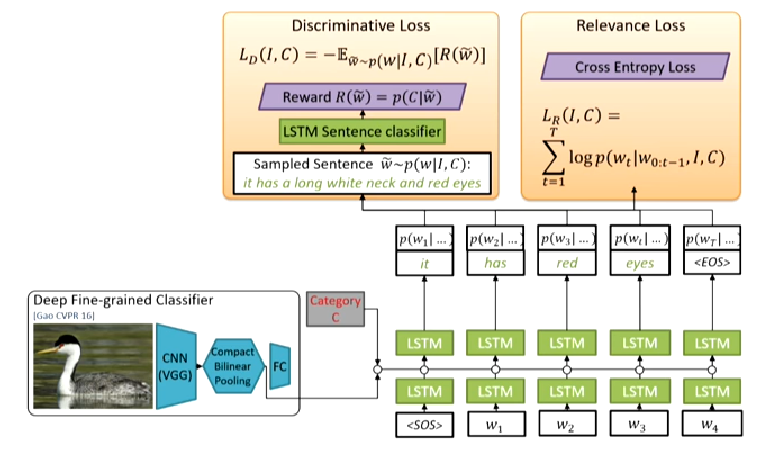 Discriminative Loss
L_D(I, C) = −𝔼_{w̃~p(w|I,C)}[R(w̃)]
Reward R(w̃) = p(C|w̃)
LSTM Sentence classifier
Sampled Sentence w̃~p(w|I, C):
it has a long white neck and red eyes
Relevance Loss
Cross Entropy Loss
L_R(I, C) =
T
∑ log p(w_t|w_{0:t−1}, I, C)
t=1
p(w_1| ...) p(w_2| ...) p(w_3| ...) p(w_t| ...) p(w_T| ...
it has red eyes <EOS>
Deep Fine-grained Classifier
[Gao CVPR 16]
CNN
(VGG)
Compact
Bilinear
Pooling
FC
Category
C
LSTM LSTM LSTM LSTM LSTM
LSTM LSTM LSTM LSTM LSTM
<SOS> w_1 w_2 w_3 w_4